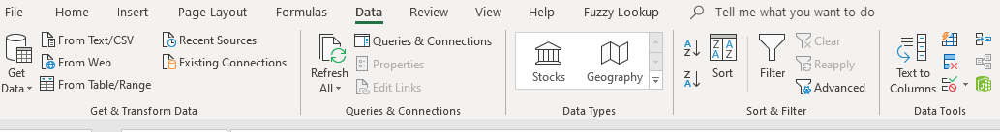 File Home Insert Page Layout Formulas Data Review View Help Fuzzy Lookup Tell me what you want to do
Get Data
From Text/CSV
From Web
From Table/Range
Recent Sources
Existing Connections
Get & Transform Data
Refresh All
Queries & Connections
Properties
Edit Links
Queries & Connections
Stocks
Geography
Data Types
A
Z
Z
A
Z A
A Z
Sort
Filter
Clear
Reapply
Advanced
Sort & Filter
Text to
Columns
Data Tools